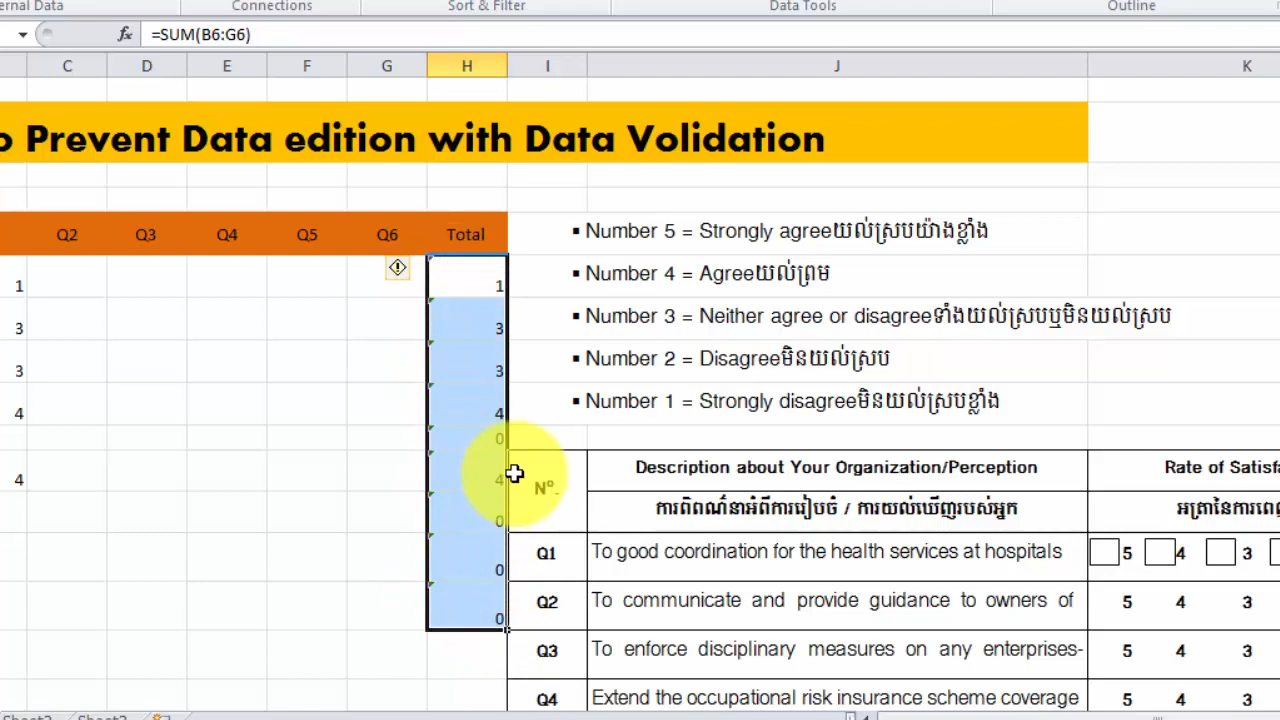 Connections Sort & Filter Data Tools Outline
fx =SUM(B6:G6)
C D E F G H I J K
Prevent Data edition with Data Volidation
Q2 Q3 Q4 Q5 Q6 Total
1 1
3 3
3 3
4 4
0
4 4
0
0
0
▪ Number 5 = Strongly agreeយល់ស្របយ៉ាងខ្លាំង
▪ Number 4 = Agreeយល់ព្រម
▪ Number 3 = Neither agree or disagreeទាំងយល់ស្របឬមិនយល់ស្រប
▪ Number 2 = Disagreeមិនយល់ស្រប
▪ Number 1 = Strongly disagreeមិនយល់ស្របខ្លាំង
Nº. Description about Your Organization/Perception Rate of
ការពិពណ៌នាអំពីការរៀបចំ / ការយល់ឃើញរបស់អ្នក
Q1 To good coordination for the health services at hospitals 5 4 3
Q2 To communicate and provide guidance to owners of 5 4 3
Q3 To enforce disciplinary measures on any enterprises- 5 4 3
Q4 Extend the occupational risk insurance scheme coverage 5 4 3